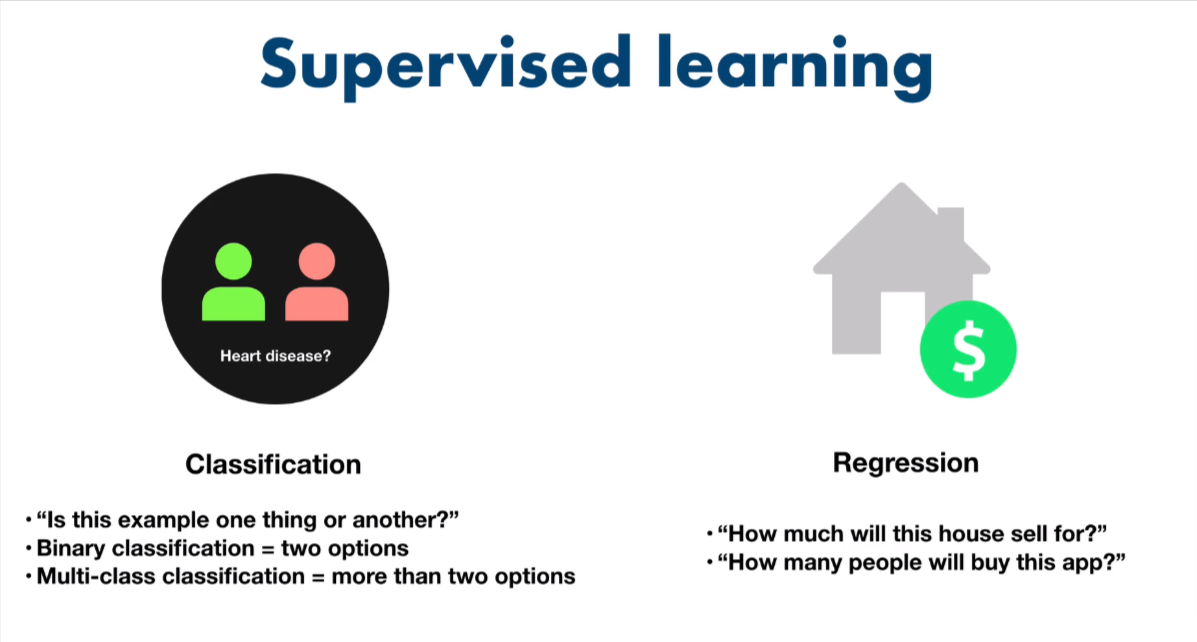 Supervised learning
Heart disease?
$
Classification
• “Is this example one thing or another?”
• Binary classification = two options
• Multi-class classification = more than two options
Regression
• “How much will this house sell for?”
• “How many people will buy this app?”